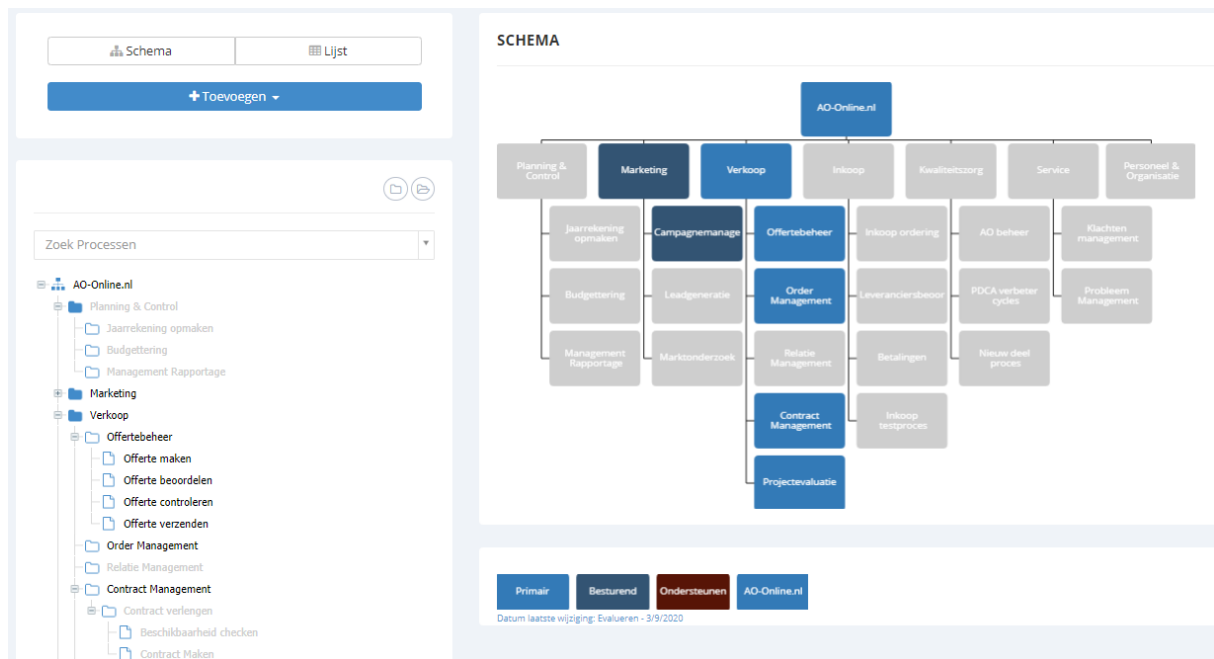 Schema
Lijst
Toevoegen
Zoek Processen
AO-Online.nl
Planning & Control
Jaarrekening opmaken
Budgettering
Management Rapportage
Marketing
Verkoop
Offertebeheer
Offerte maken
Offerte beoordelen
Offerte controleren
Offerte verzenden
Order Management
Relatie Management
Contract Management
Contract verlengen
Beschikbaarheid checken
Contract Maken
SCHEMA
AO-Online.nl
Planning &
Control
Marketing
Verkoop
Inkoop
Kwaliteitszorg
Service
Personeel &
Organisatie
Jaarrekening
opmaken
Campagnemanage
Offertebeheer
Inkoop ordering
AO beheer
Klachten
management
Budgettering
Leadgeneratie
Order
Management
Leveranciersbeoor
PDCA verbeter
cycles
Probleem
Management
Management
Rapportage
Marktonderzoek
Relatie
Management
Betalingen
Nieuw deel
proces
Contract
Management
Inkoop
testproces
Projectevaluatie
Primair
Besturend
Ondersteunen
AO-Online.nl
Datum laatste wijziging: Evalueren - 3/9/2020